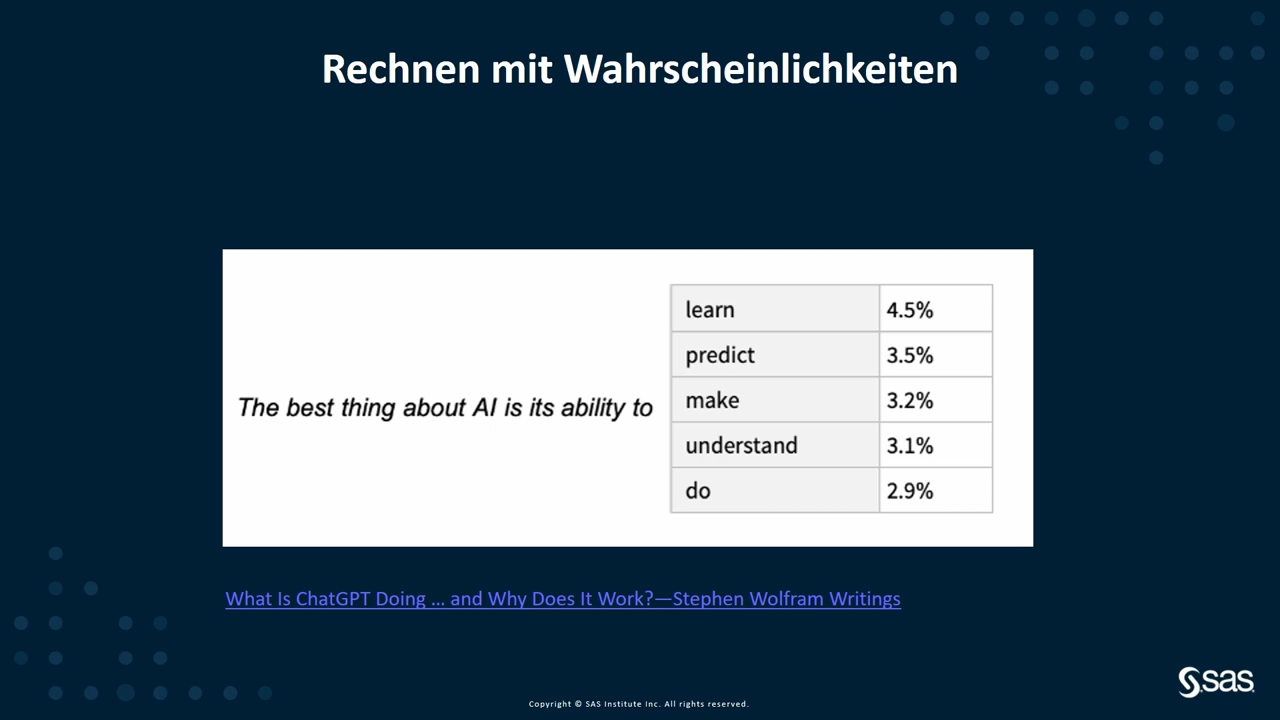 Rechnen mit Wahrscheinlichkeiten
The best thing about AI is its ability to
learn 4.5%
predict 3.5%
make 3.2%
understand 3.1%
do 2.9%
What Is ChatGPT Doing … and Why Does It Work?—Stephen Wolfram Writings
sas
Copyright © SAS Institute Inc. All rights reserved.